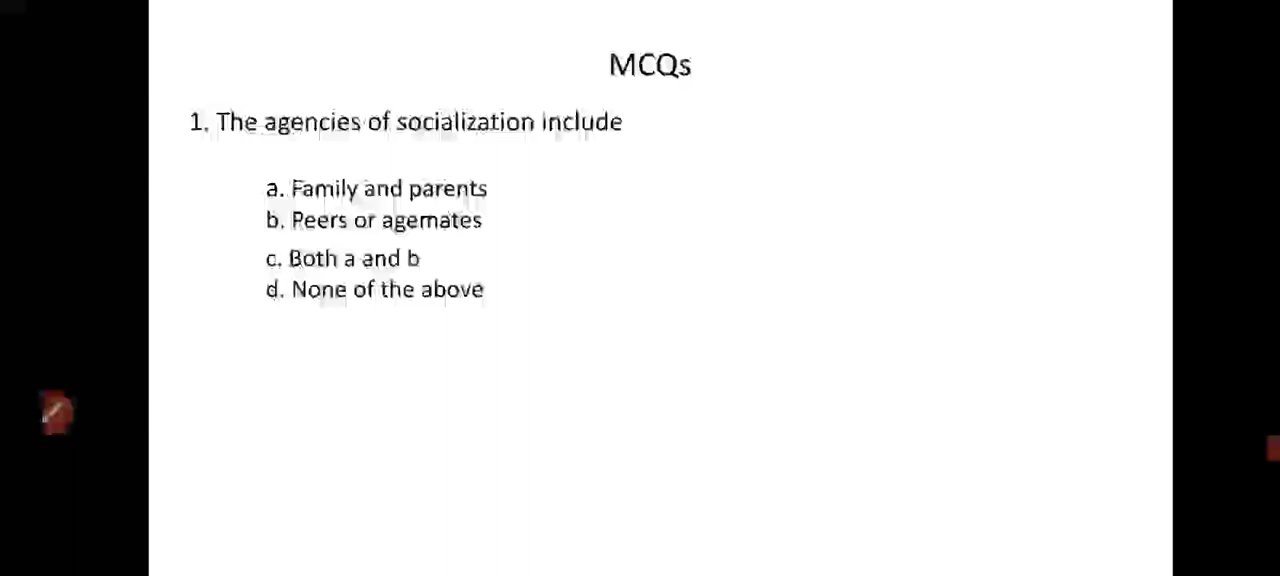 MCQs
1. The agencies of socialization include
a. Family and parents
b. Peers or agemates
c. Both a and b
d. None of the above